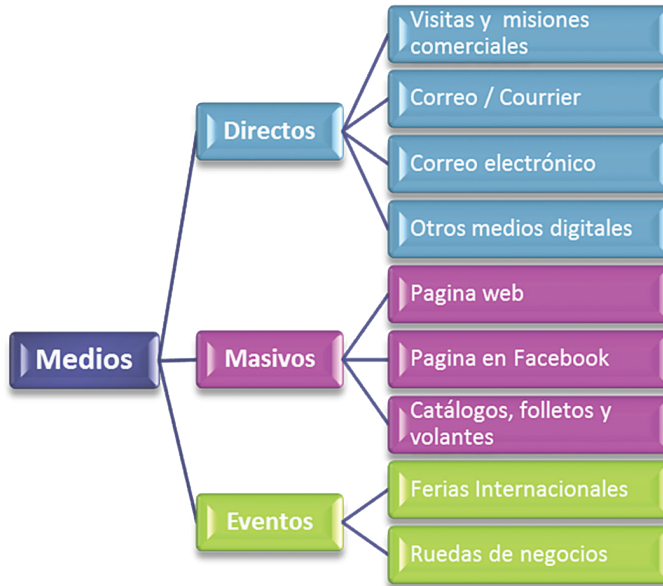 Medios
Directos
Visitas y misiones
comerciales
Correo / Courrier
Correo electrónico
Otros medios digitales
Masivos
Pagina web
Pagina en Facebook
Catálogos, folletos y
volantes
Eventos
Ferias Internacionales
Ruedas de negocios